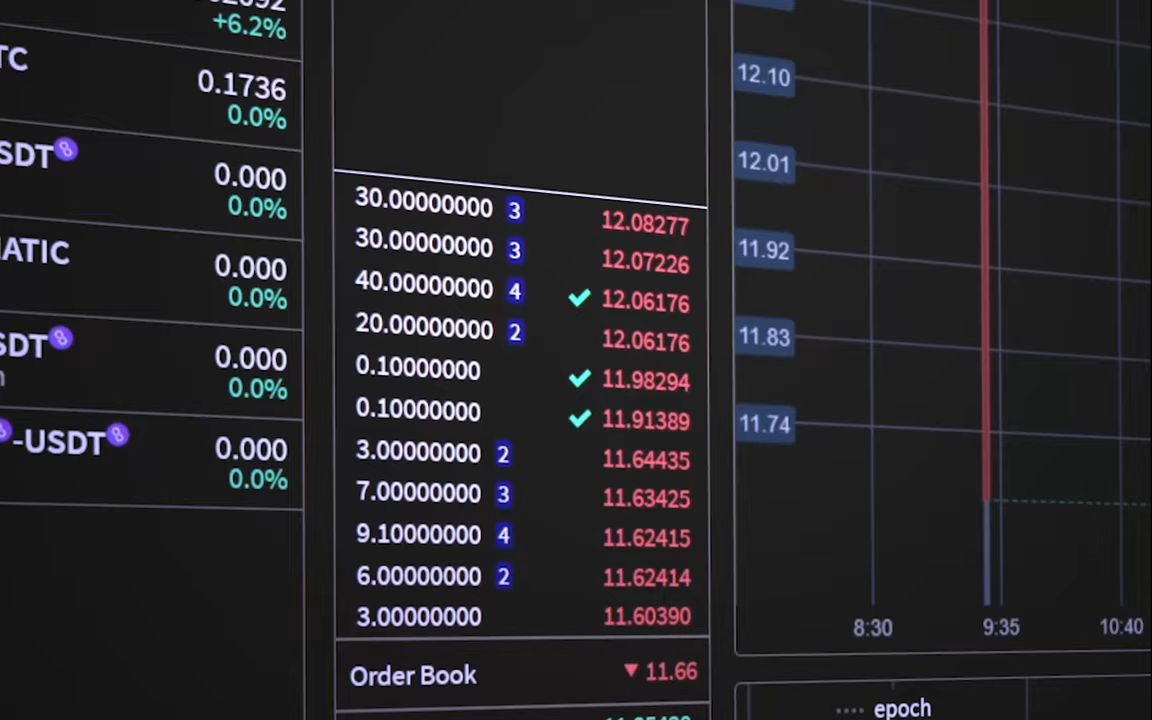 +6.2%
TC
0.1736
0.0%
SDT
0.000
0.0%
MATIC
0.000
0.0%
SDT
0.000
0.0%
-USDT
0.000
0.0%
30.00000000 3 12.08277
30.00000000 3 12.07226
40.00000000 4 12.06176
20.00000000 2 12.06176
0.10000000 11.98294
0.10000000 11.91389
3.00000000 2 11.64435
7.00000000 3 11.63425
9.10000000 4 11.62415
6.00000000 2 11.62414
3.00000000 11.60390
Order Book 11.66
12.10
12.01
11.92
11.83
11.74
8:30 9:35 10:40
epoch